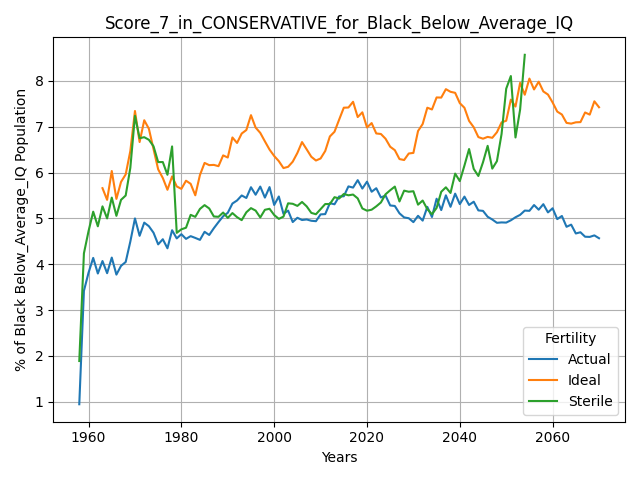 Score_7_in_CONSERVATIVE_for_Black_Below_Average_IQ
% of Black Below_Average_IQ Population
8
7
6
5
4
3
2
1
1960 1980 2000 2020 2040 2060
Years
Fertility
Actual
Ideal
Sterile